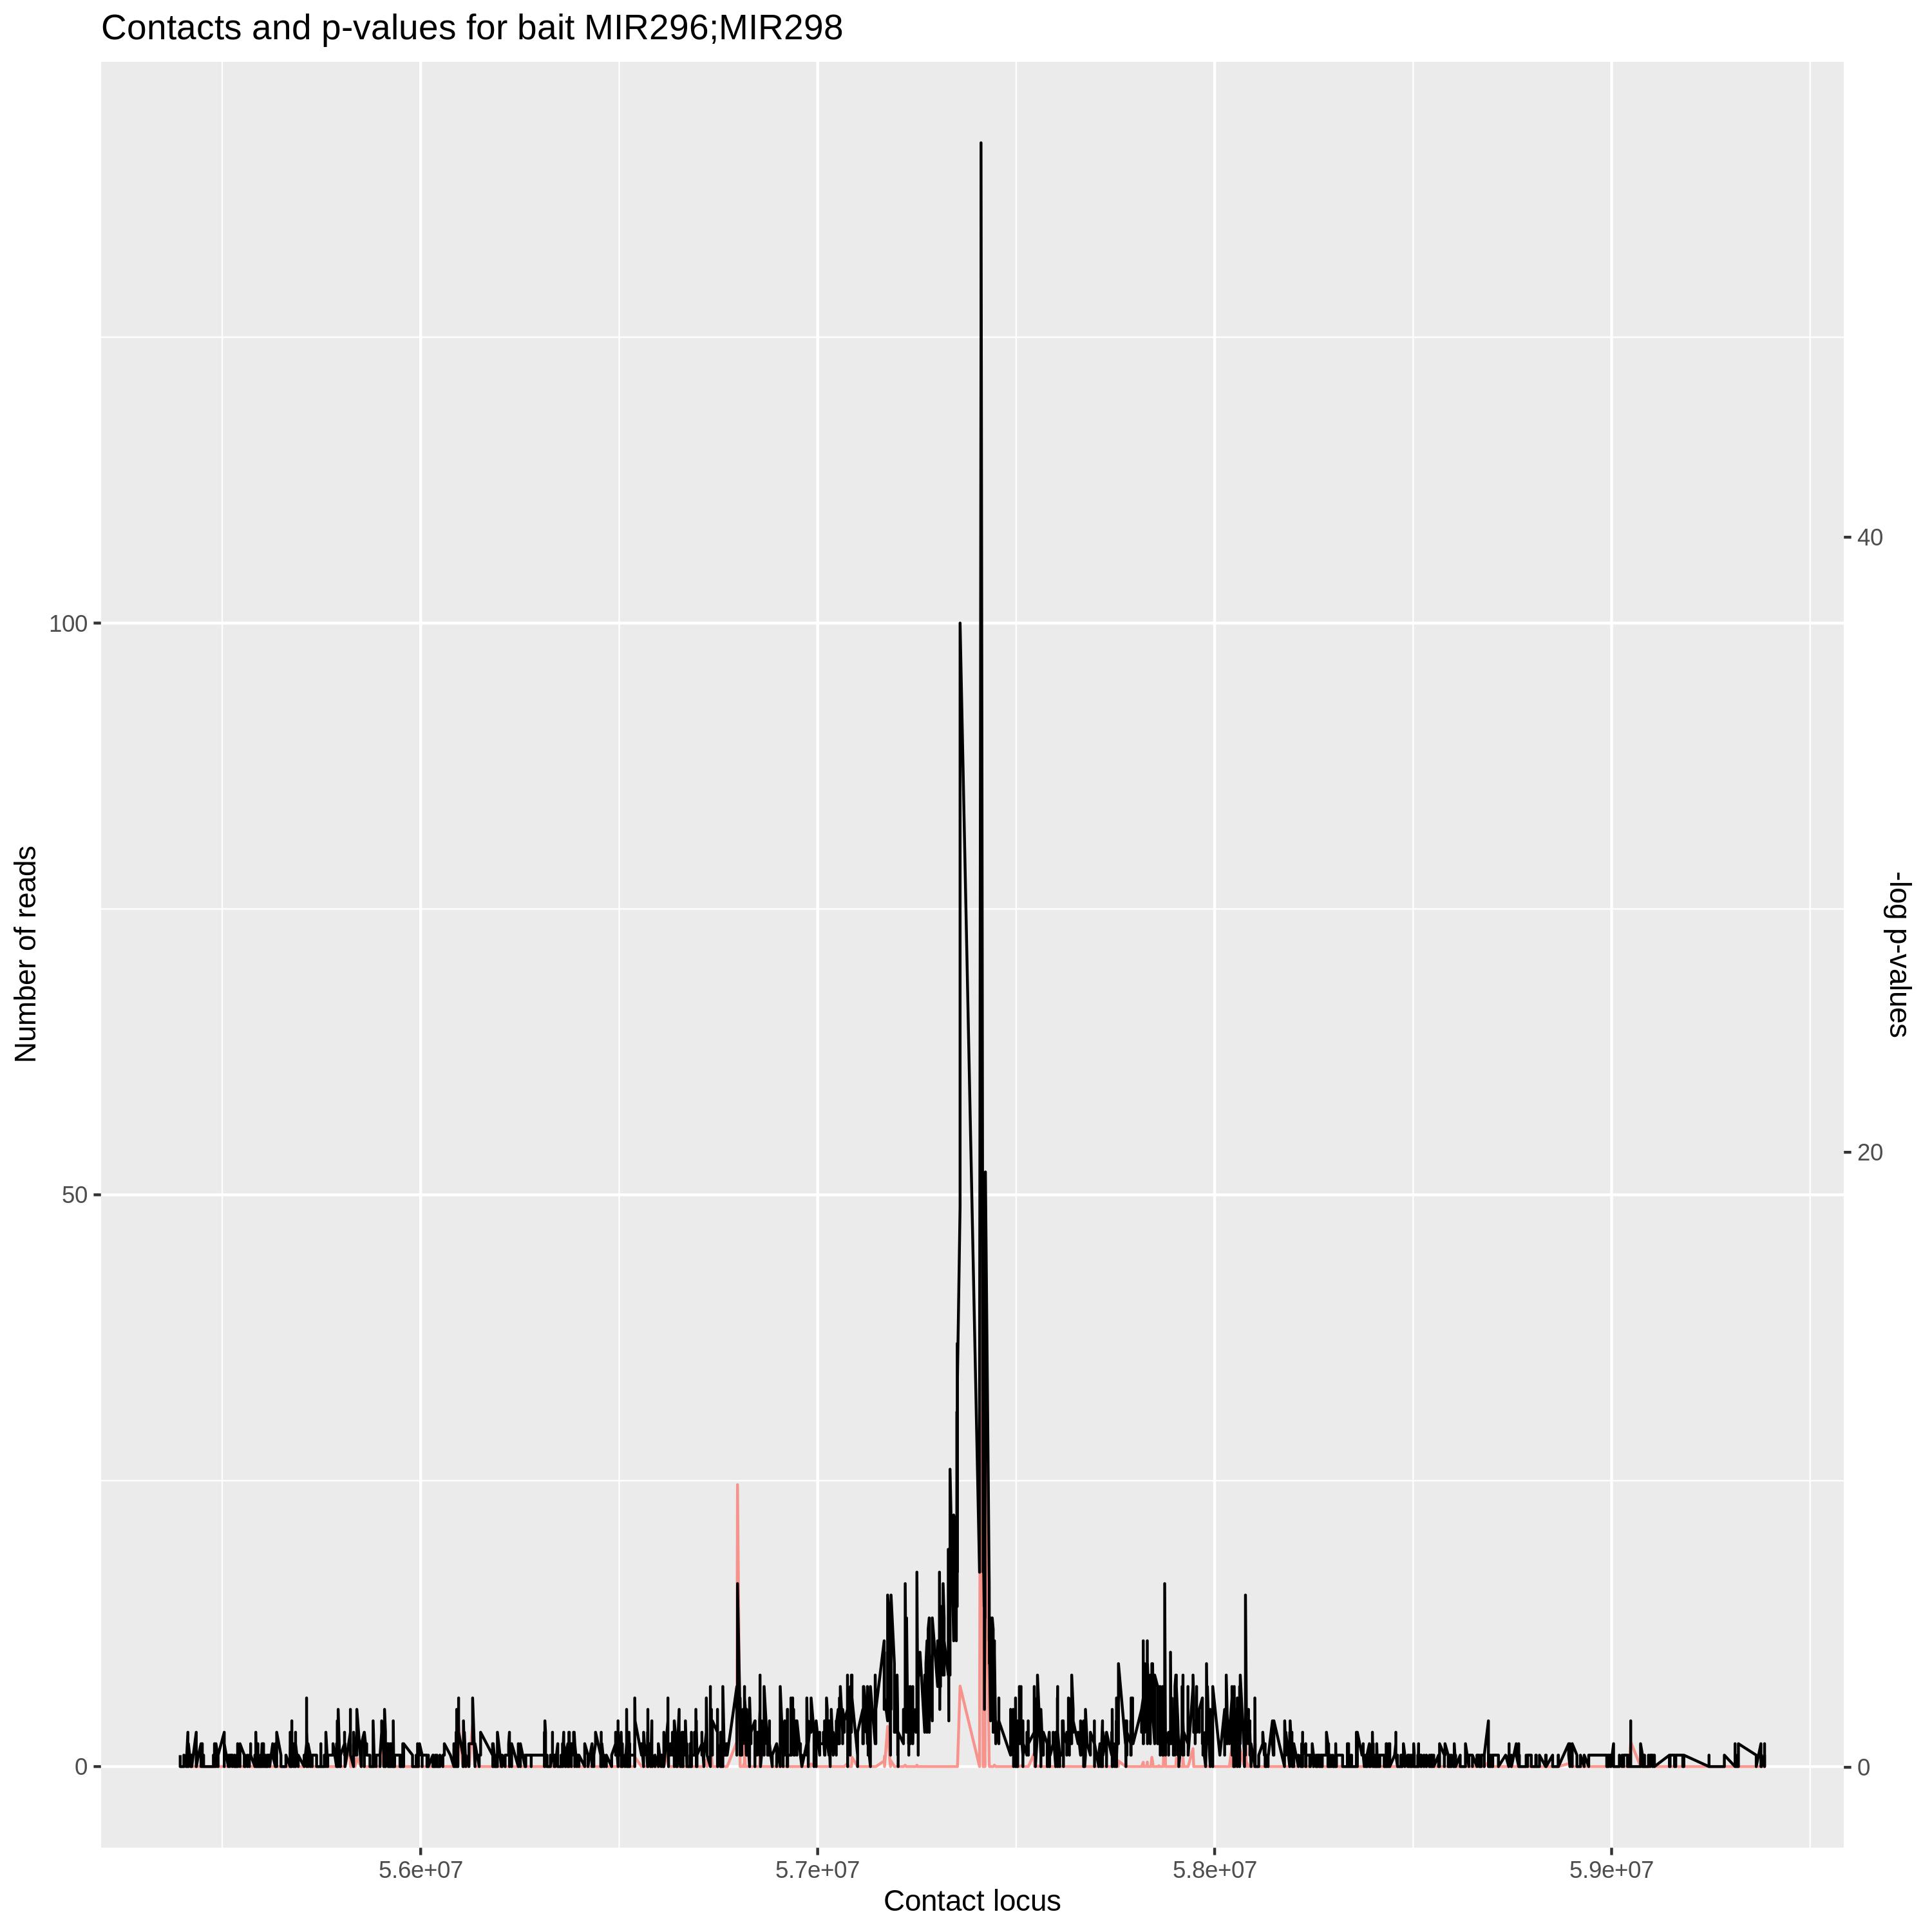 Contacts and p-values for bait MIR296;MIR298
Number of reads
100
50
0
-log p-values
40
20
0
5.6e+07
5.7e+07
5.8e+07
5.9e+07
Contact locus